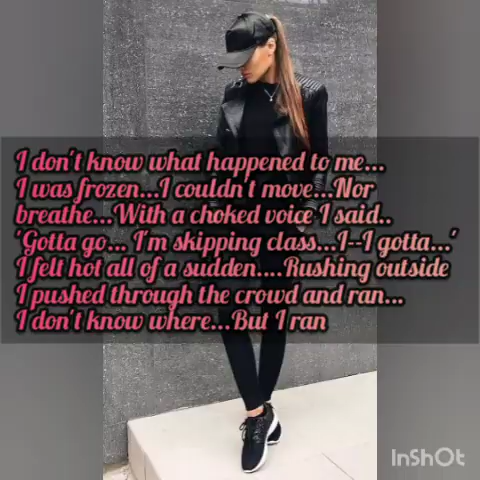 I don't know what happened to me...
I was frozen...I couldn't move...Nor
breathe...With a choked voice I said..
'Gotta go... I'm skipping class...I--I gotta...'
I felt hot all of a sudden....Rushing outside
I pushed through the crowd and ran...
I don't know where...But I ran
InShOt